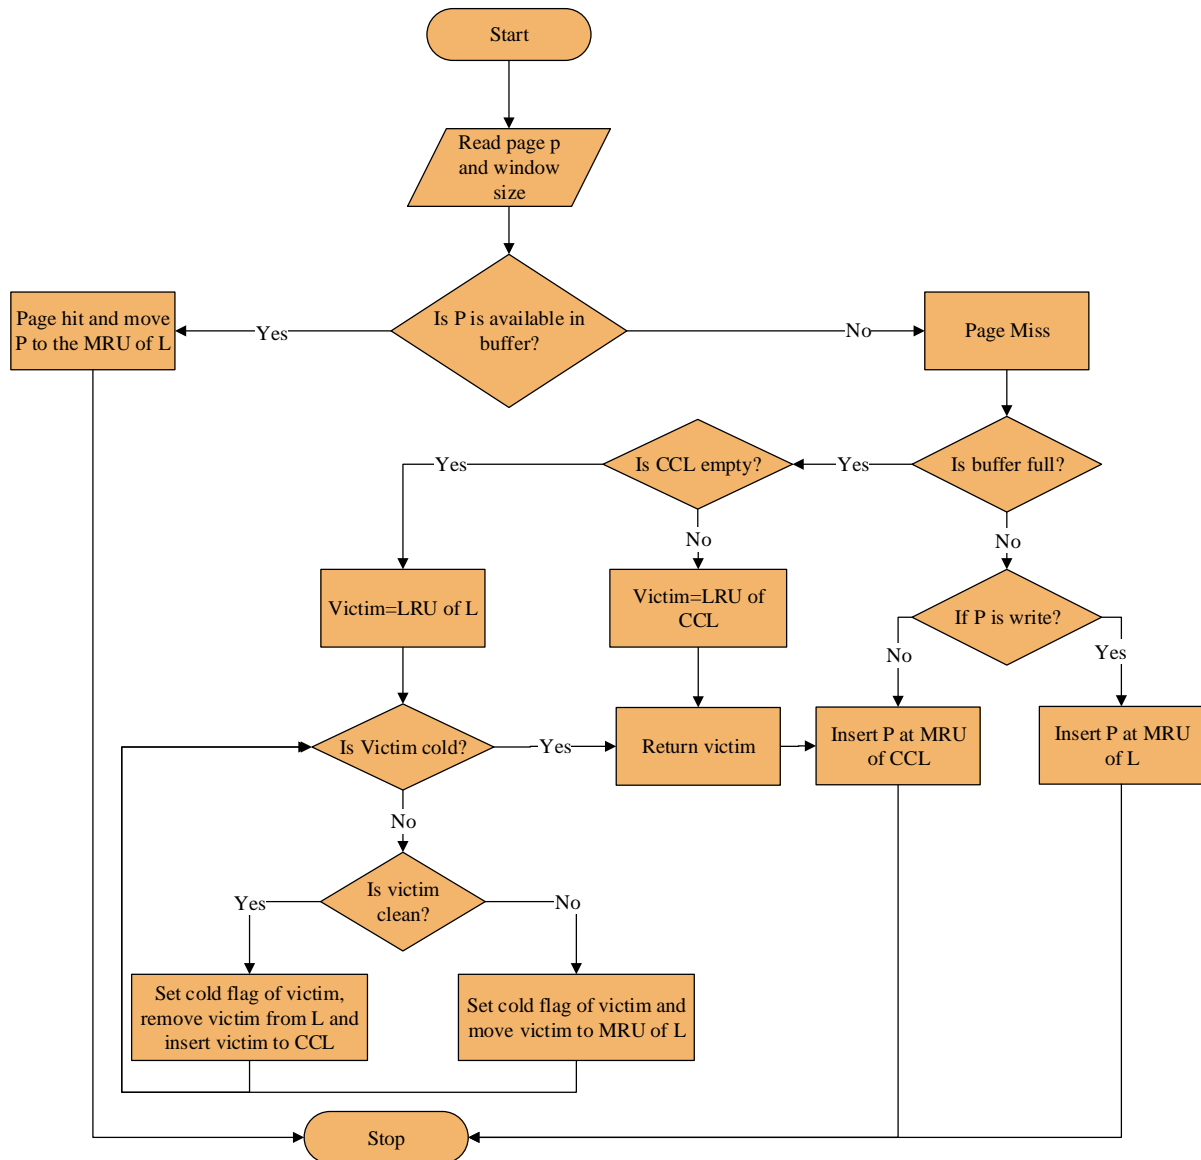 Start
Read page p
and window
size
Is P is available in
buffer?
Yes
No
Page hit and move
P to the MRU of L
Page Miss
Is CCL empty?
Yes
Is buffer full?
Yes
No
No
Victim=LRU of L
Victim=LRU of
CCL
If P is write?
No
Yes
Is Victim cold?
Yes
Return victim
Insert P at MRU
of CCL
Insert P at MRU
of L
No
Is victim
clean?
Yes
No
Set cold flag of victim,
remove victim from L and
insert victim to CCL
Set cold flag of victim and
move victim to MRU of L
Stop